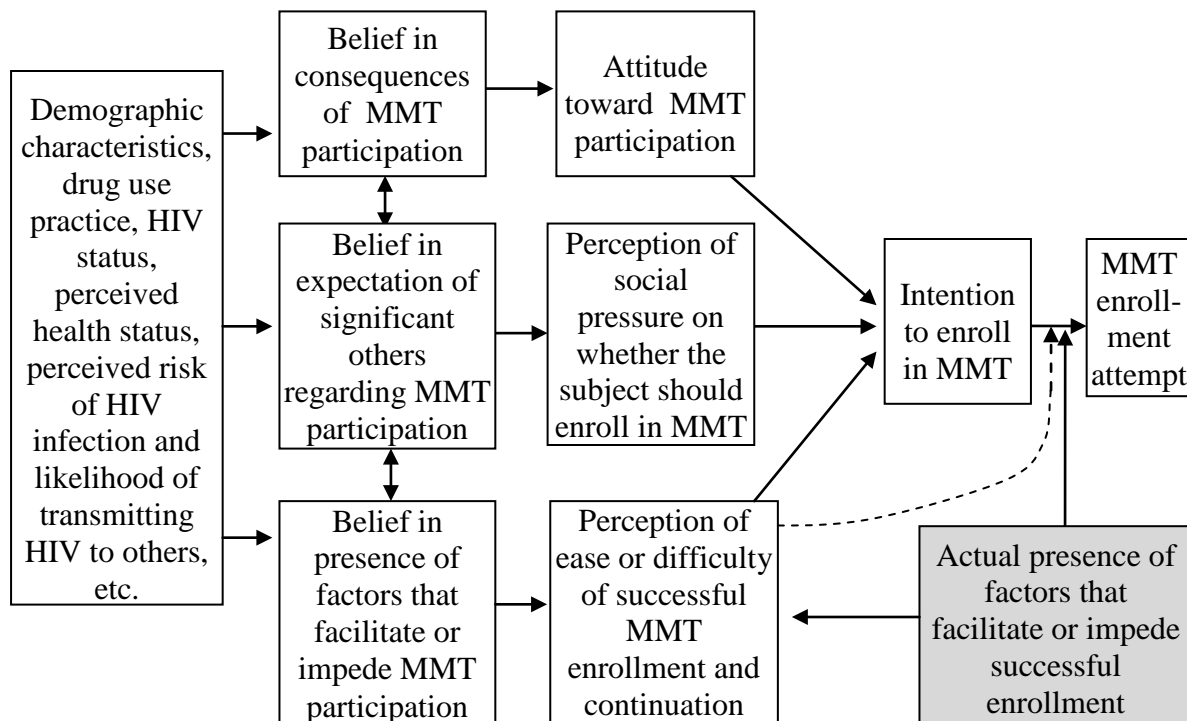 Demographic
characteristics,
drug use
practice, HIV
status,
perceived
health status,
perceived risk
of HIV
infection and
likelihood of
transmitting
HIV to others,
etc.
Belief in
consequences
of MMT
participation
Attitude
toward MMT
participation
Belief in
expectation of
significant
others
regarding MMT
participation
Perception of
social
pressure on
whether the
subject should
enroll in MMT
Intention
to enroll
in MMT
MMT
enroll-
ment
attempt
Belief in
presence of
factors that
facilitate or
impede MMT
participation
Perception of
ease or difficulty
of successful
MMT
enrollment and
continuation
Actual presence of
factors that
facilitate or impede
successful
enrollment